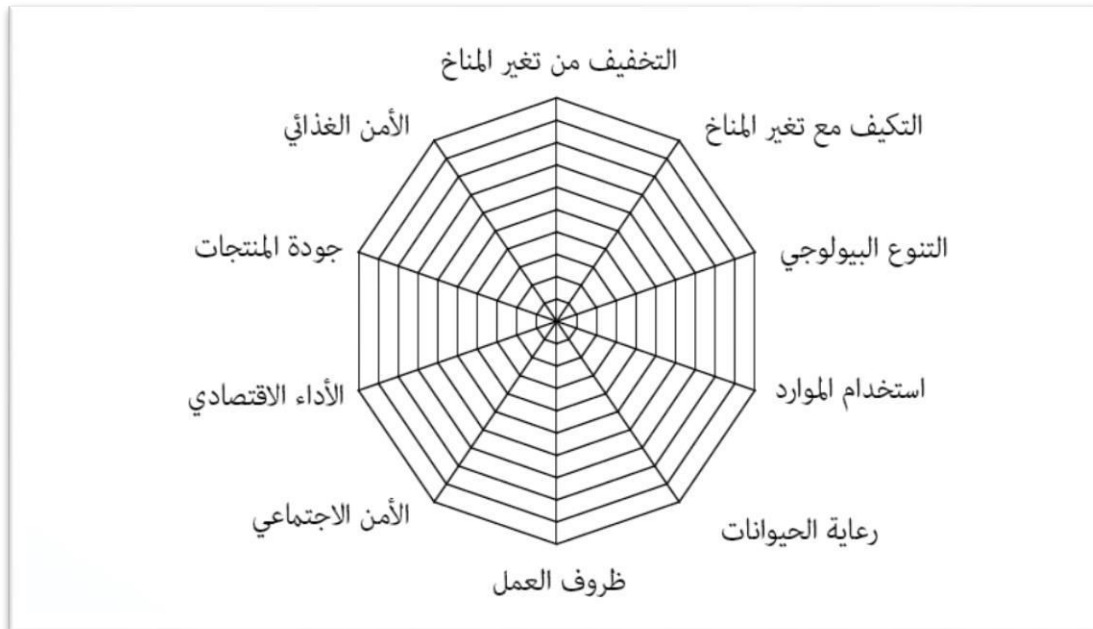 التخفيف من تغير المناخ
التكيف مع تغير المناخ
التنوع البيولوجي
استخدام الموارد
رعاية الحيوانات
ظروف العمل
الأمن الاجتماعي
الأداء الاقتصادي
جودة المنتجات
الأمن الغذائي